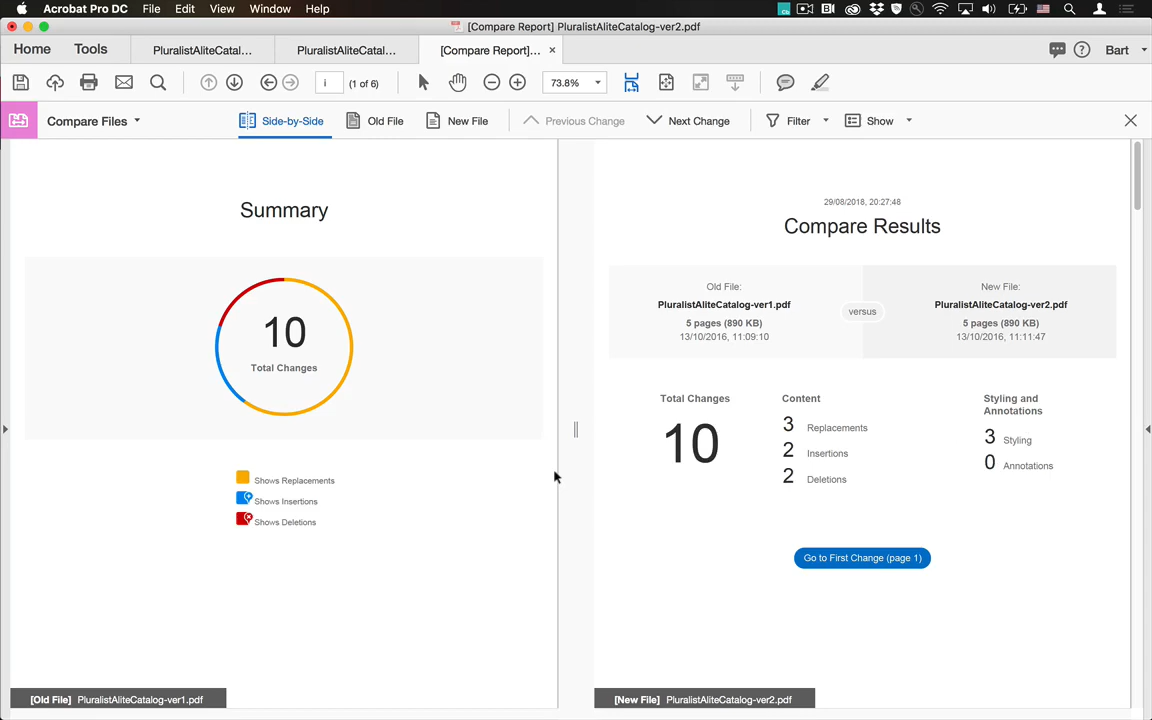 Acrobat Pro DC File Edit View Window Help
[Compare Report] PluralistAliteCatalog-ver2.pdf
Home Tools PluralistAliteCatal... PluralistAliteCatal... [Compare Report]... × Bart
i (1 of 6) 73.8%
Compare Files Side-by-Side Old File New File Previous Change Next Change Filter Show
Summary
10
Total Changes
Shows Replacements
Shows Insertions
Shows Deletions
[Old File] PluralistAliteCatalog-ver1.pdf
29/08/2018, 20:27:48
Compare Results
Old File:
PluralistAliteCatalog-ver1.pdf
5 pages (890 KB)
13/10/2016, 11:09:10
versus
New File:
PluralistAliteCatalog-ver2.pdf
5 pages (890 KB)
13/10/2016, 11:11:47
Total Changes
10
Content
3 Replacements
2 Insertions
2 Deletions
Styling and
Annotations
3 Styling
0 Annotations
Go to First Change (page 1)
[New File] PluralistAliteCatalog-ver2.pdf